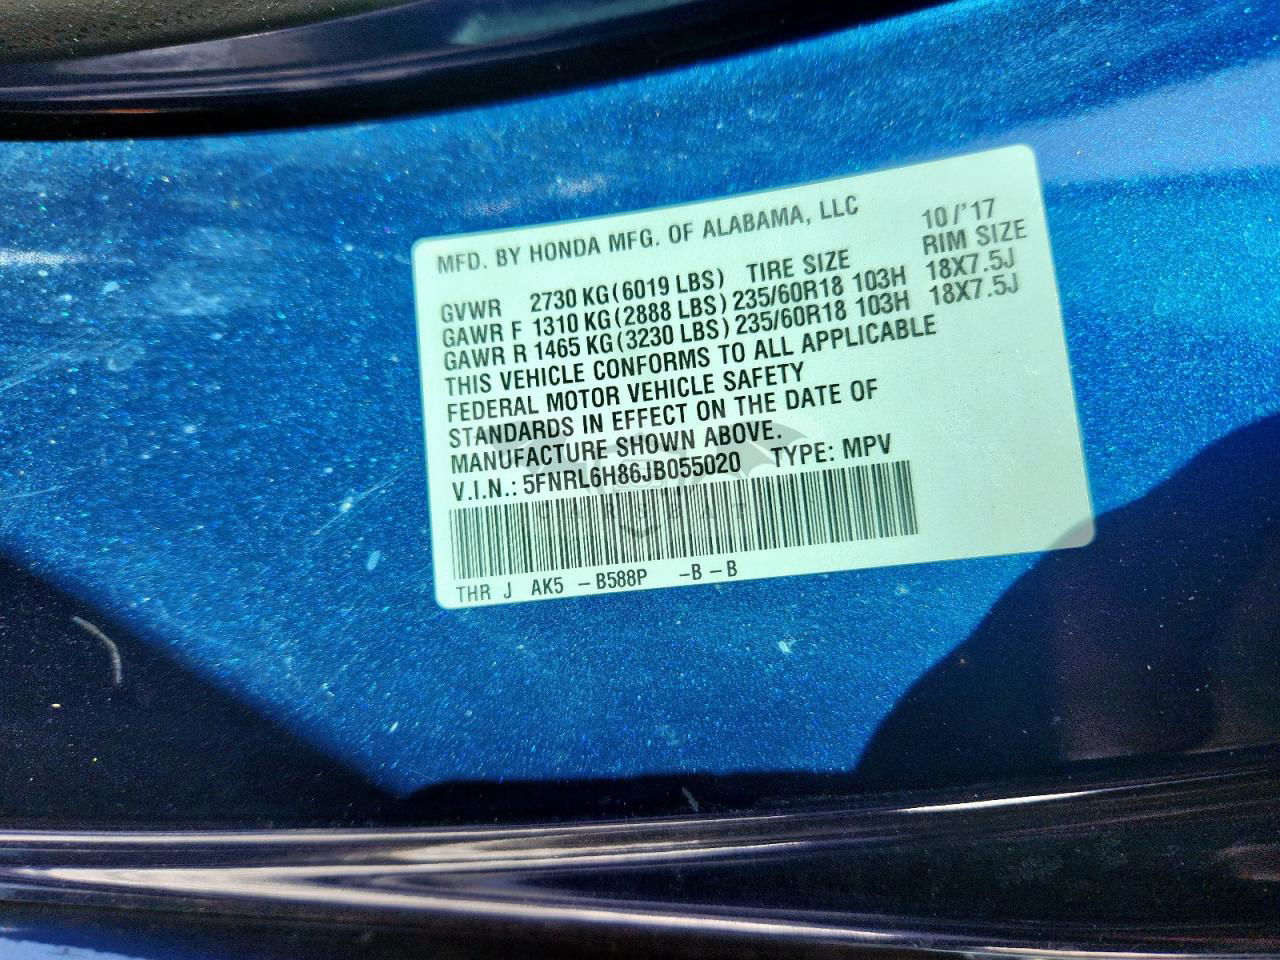 MFD. BY HONDA MFG. OF ALABAMA, LLC 10/'17
GVWR 2730 KG(6019 LBS) TIRE SIZE RIM SIZE
GAWR F 1310 KG(2888 LBS) 235/60R18 103H 18X7.5J
GAWR R 1465 KG(3230 LBS) 235/60R18 103H 18X7.5J
THIS VEHICLE CONFORMS TO ALL APPLICABLE
FEDERAL MOTOR VEHICLE SAFETY
STANDARDS IN EFFECT ON THE DATE OF
MANUFACTURE SHOWN ABOVE.
V.I.N.: 5FNRL6H86JB055020 TYPE: MPV
THR J AK5 -B588P -B -B